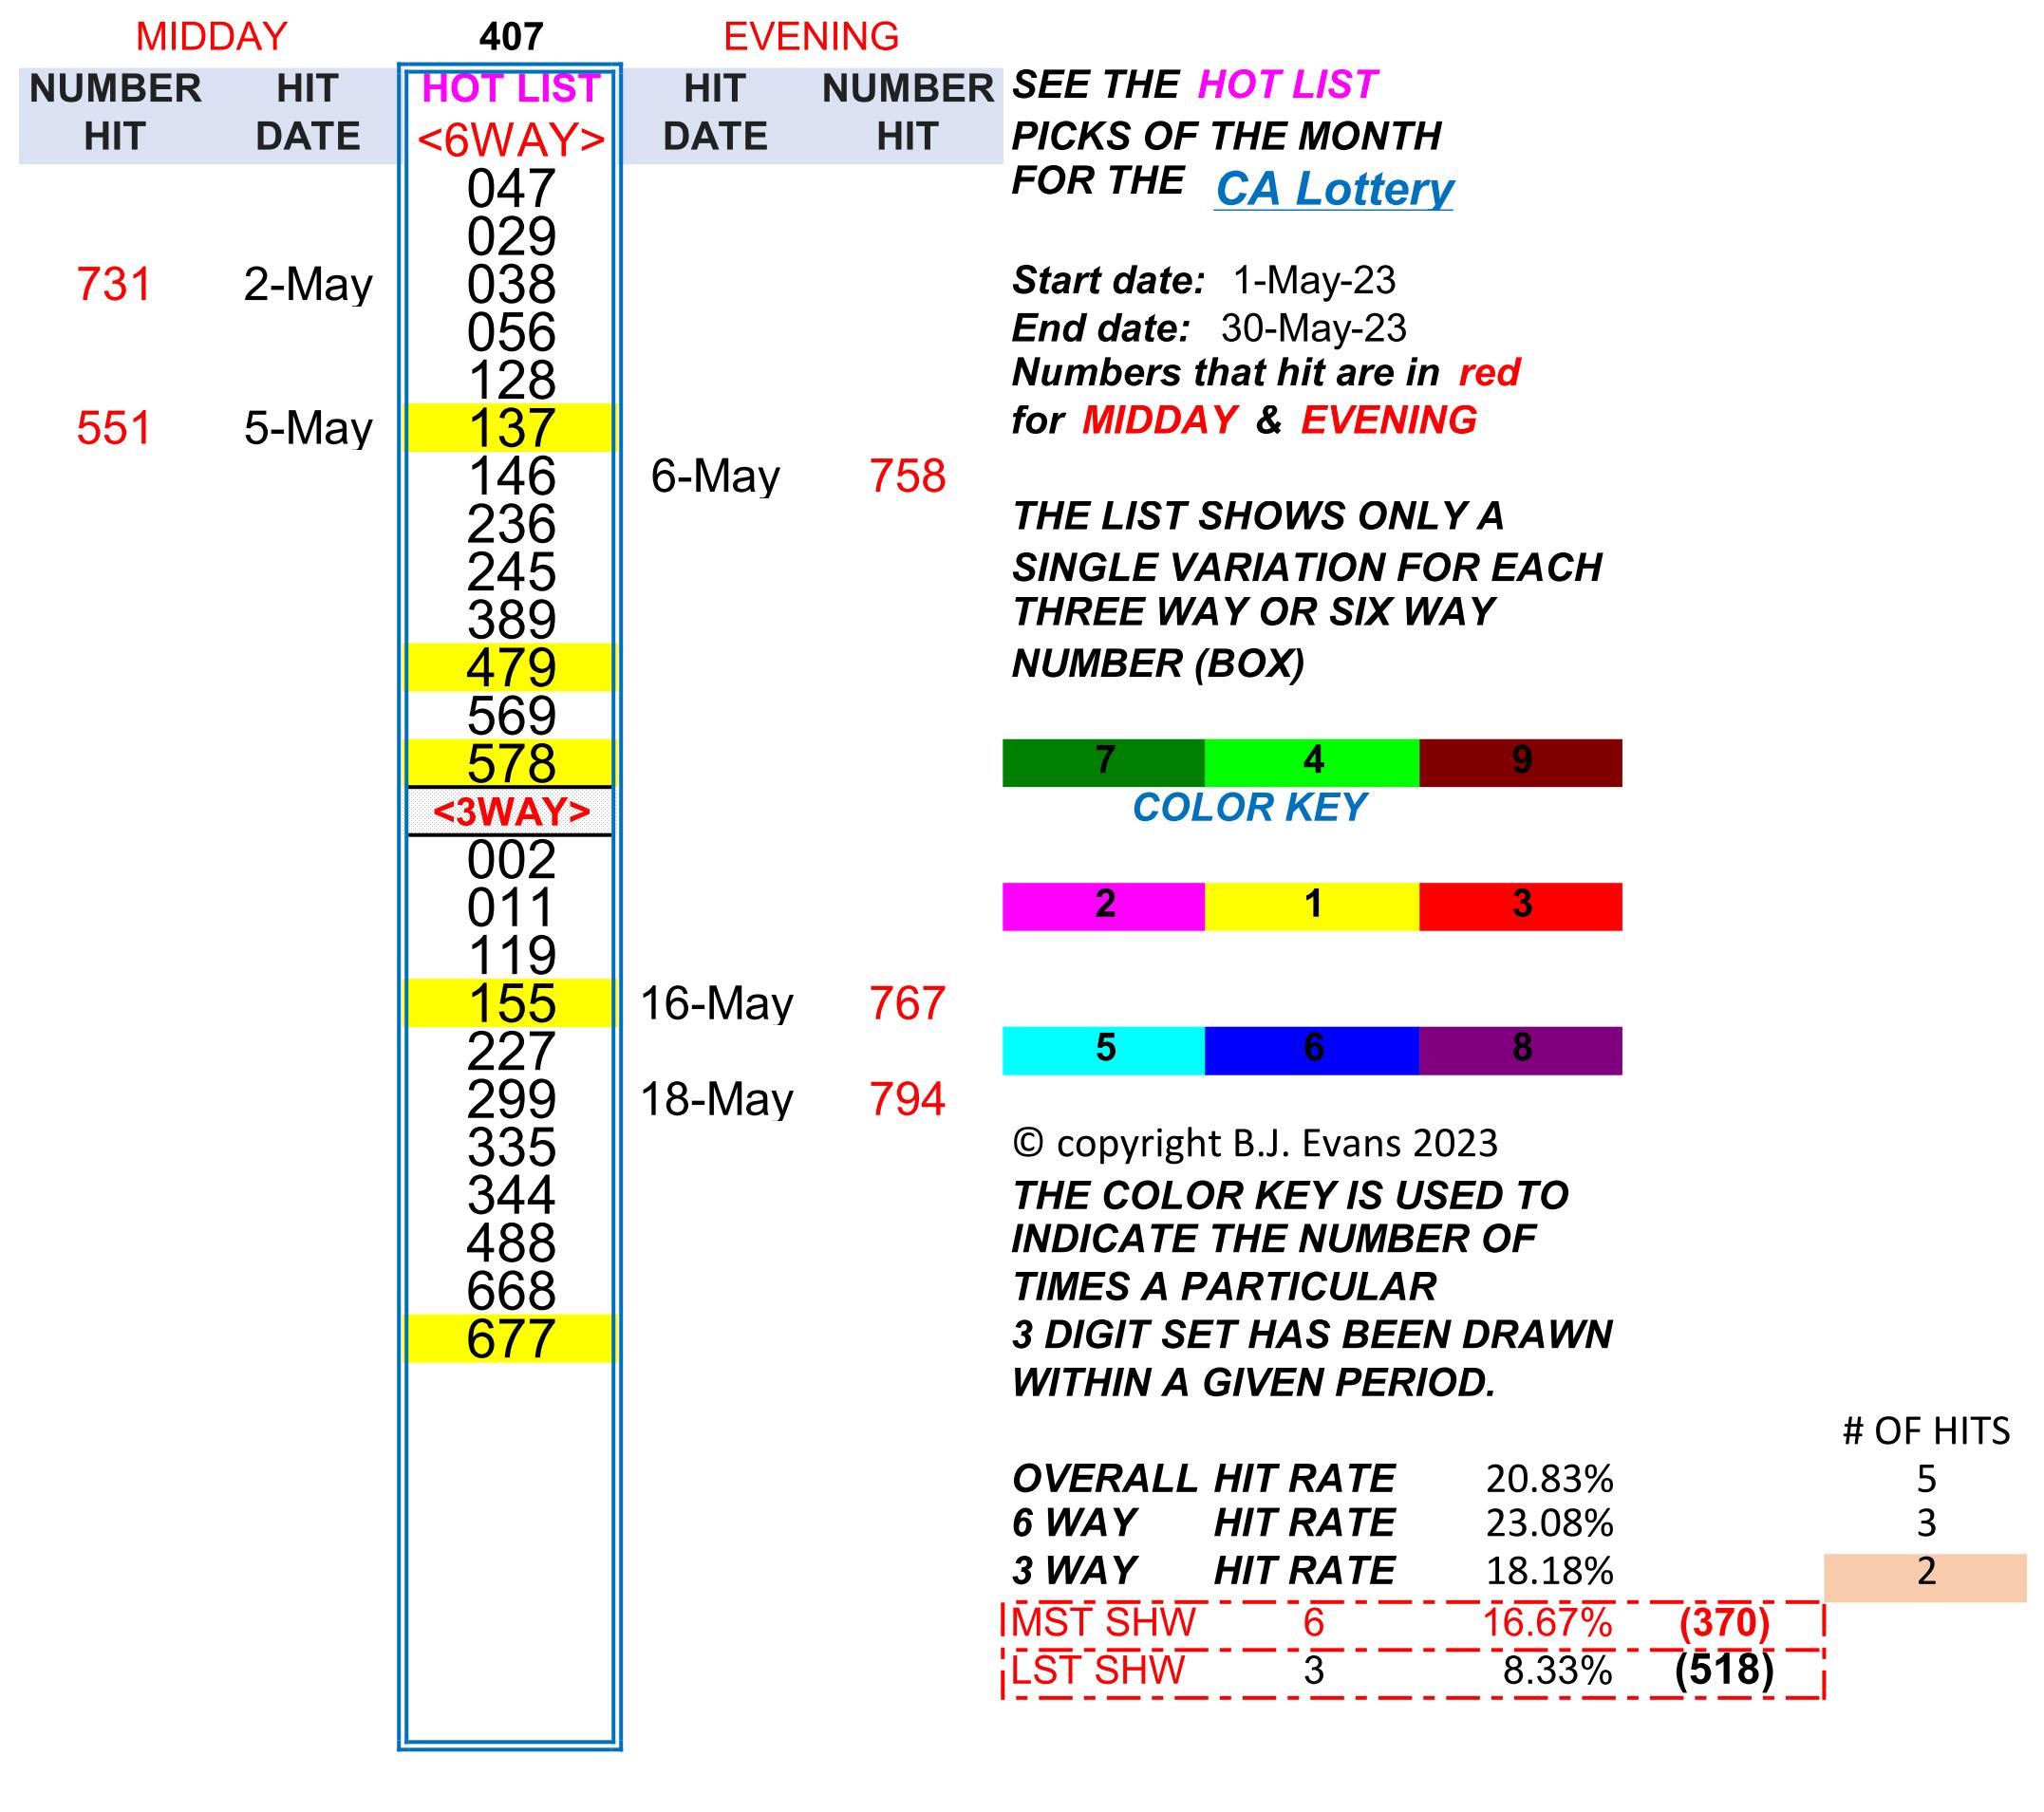 MIDDAY 407 EVENING
NUMBER HIT HOT LIST HIT NUMBER SEE THE HOT LIST
HIT DATE <6WAY> DATE HIT PICKS OF THE MONTH
047 FOR THE CA Lottery
029
731 2-May 038 Start date: 1-May-23
056 End date: 30-May-23
128 Numbers that hit are in red
551 5-May 137 for MIDDAY & EVENING
146 6-May 758
236 THE LIST SHOWS ONLY A
245 SINGLE VARIATION FOR EACH
389 THREE WAY OR SIX WAY
479 NUMBER (BOX)
569
578 7 4 9
<3WAY> COLOR KEY
002
011 2 1 3
119
155 16-May 767
227 5 6 8
299 18-May 794
335 © copyright B.J. Evans 2023
344 THE COLOR KEY IS USED TO
488 INDICATE THE NUMBER OF
668 TIMES A PARTICULAR
677 3 DIGIT SET HAS BEEN DRAWN
WITHIN A GIVEN PERIOD.
# OF HITS
OVERALL HIT RATE 20.83% 5
6 WAY HIT RATE 23.08% 3
3 WAY HIT RATE 18.18% 2
MST SHW 6 16.67% (370)
LST SHW 3 8.33% (518)